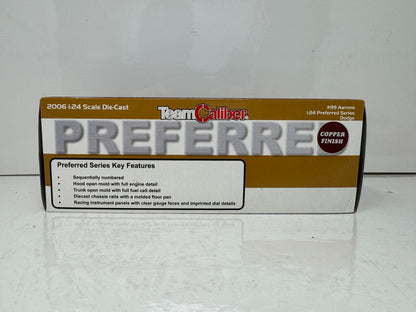 2006 1:24 Scale Die-Cast
Team Caliber
#99 Aarons
1:24 Preferred Series
Dodge
PREFERRE
COPPER
FINISH
Preferred Series Key Features
• Sequentially numbered
• Hood open mold with full engine detail
• Trunk open mold with full fuel cell detail
• Diecast chassis rails with a molded floor pan
• Racing instrument panels with clear gauge faces and imprinted dial details